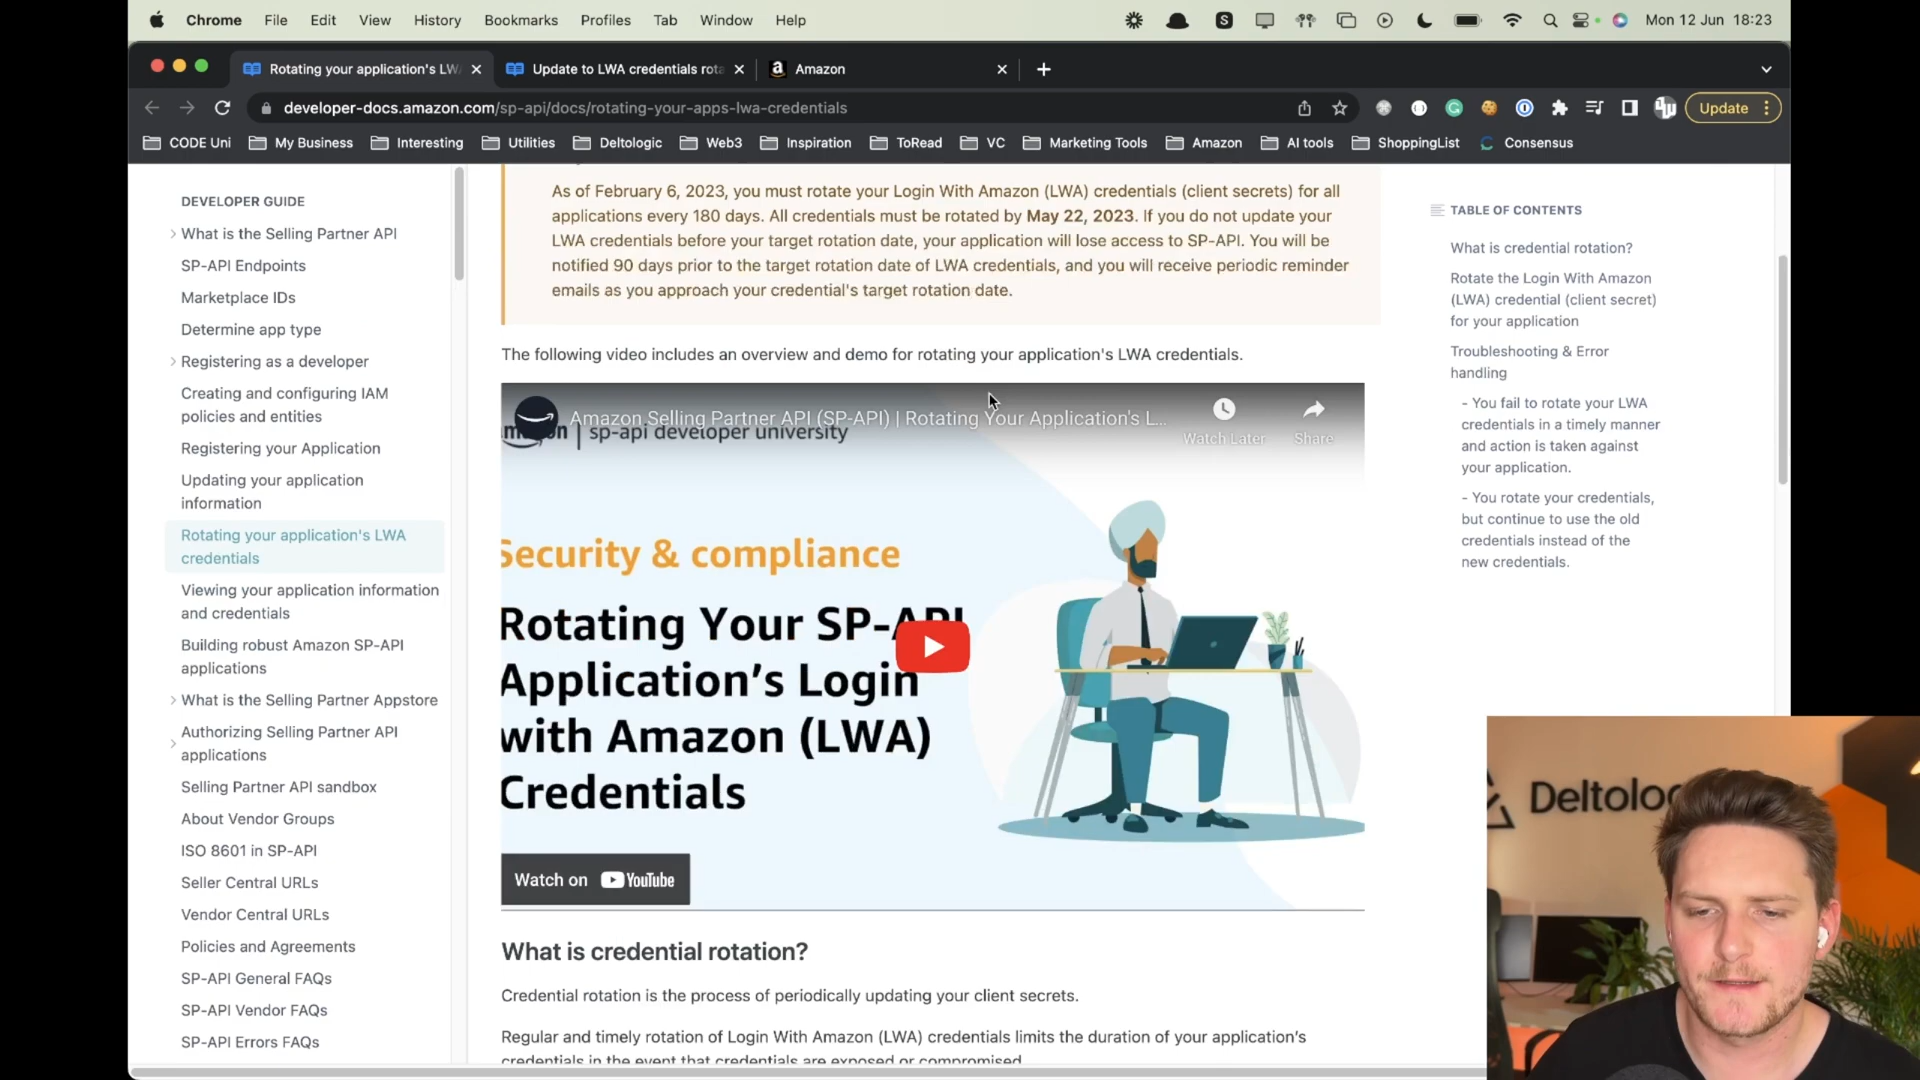 Chrome File Edit View History Bookmarks Profiles Tab Window Help Mon 12 Jun 18:23
Rotating your application's LW
Update to LWA credentials rota
Amazon
developer-docs.amazon.com/sp-api/docs/rotating-your-apps-lwa-credentials
Update
CODE Uni My Business Interesting Utilities Deltologic Web3 Inspiration ToRead VC Marketing Tools Amazon AI tools ShoppingList Consensus
DEVELOPER GUIDE
What is the Selling Partner API
SP-API Endpoints
Marketplace IDs
Determine app type
Registering as a developer
Creating and configuring IAM
policies and entities
Registering your Application
Updating your application
information
Rotating your application's LWA
credentials
Viewing your application information
and credentials
Building robust Amazon SP-API
applications
What is the Selling Partner Appstore
Authorizing Selling Partner API
applications
Selling Partner API sandbox
About Vendor Groups
ISO 8601 in SP-API
Seller Central URLs
Vendor Central URLs
Policies and Agreements
SP-API General FAQs
SP-API Vendor FAQs
SP-API Errors FAQs
As of February 6, 2023, you must rotate your Login With Amazon (LWA) credentials (client secrets) for all
applications every 180 days. All credentials must be rotated by May 22, 2023. If you do not update your
LWA credentials before your target rotation date, your application will lose access to SP-API. You will be
notified 90 days prior to the target rotation date of LWA credentials, and you will receive periodic reminder
emails as you approach your credential's target rotation date.
The following video includes an overview and demo for rotating your application's LWA credentials.
Amazon Selling Partner API (SP-API) | Rotating Your Application's L...
Watch Later
Share
sp-api developer university
Security & compliance
Rotating Your SP-API
Application's Login
with Amazon (LWA)
Credentials
Watch on YouTube
What is credential rotation?
Credential rotation is the process of periodically updating your client secrets.
Regular and timely rotation of Login With Amazon (LWA) credentials limits the duration of your application's
credentials in the event that credentials are exposed or compromised.
TABLE OF CONTENTS
What is credential rotation?
Rotate the Login With Amazon
(LWA) credential (client secret)
for your application
Troubleshooting & Error
handling
- You fail to rotate your LWA
credentials in a timely manner
and action is taken against
your application.
- You rotate your credentials,
but continue to use the old
credentials instead of the
new credentials.
Deltolo